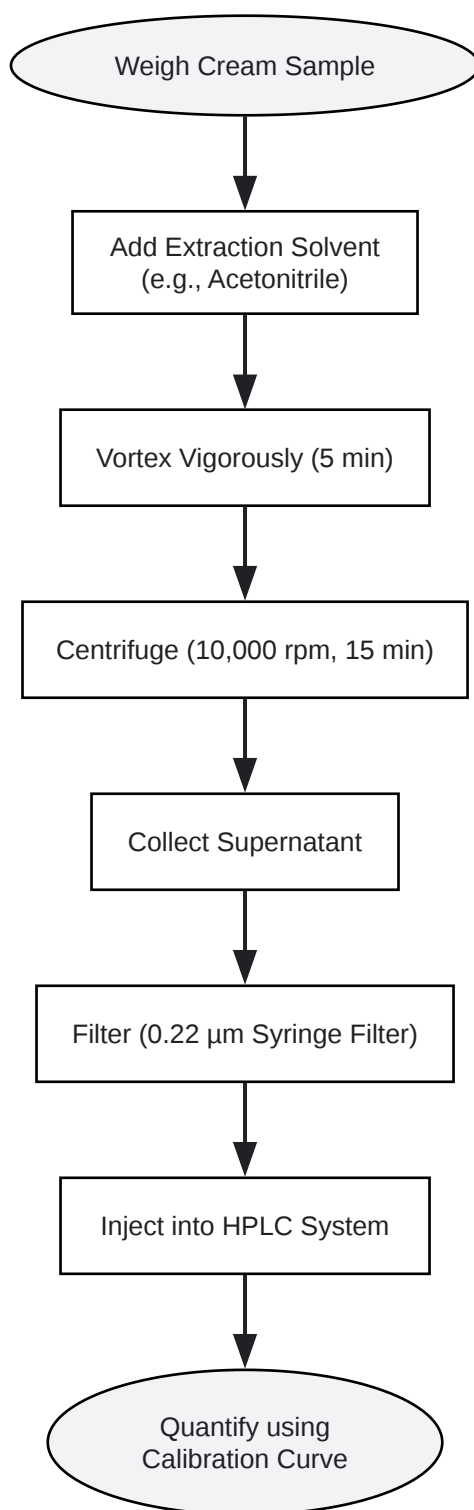 Weigh Cream Sample
Add Extraction Solvent
(e.g., Acetonitrile)
Vortex Vigorously (5 min)
Centrifuge (10,000 rpm, 15 min)
Collect Supernatant
Filter (0.22 µm Syringe Filter)
Inject into HPLC System
Quantify using
Calibration Curve